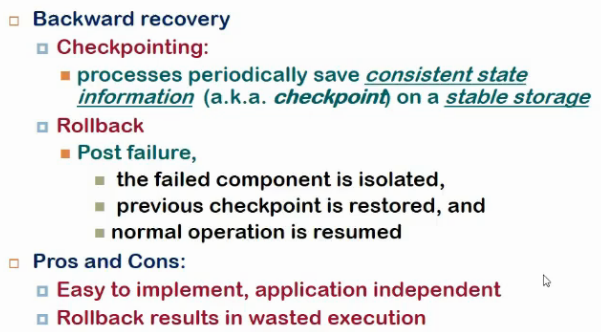 Backward recovery
Checkpointing:
processes periodically save consistent state
information (a.k.a. checkpoint) on a stable storage
Rollback
Post failure,
the failed component is isolated,
previous checkpoint is restored, and
normal operation is resumed
Pros and Cons:
Easy to implement, application independent
Rollback results in wasted execution